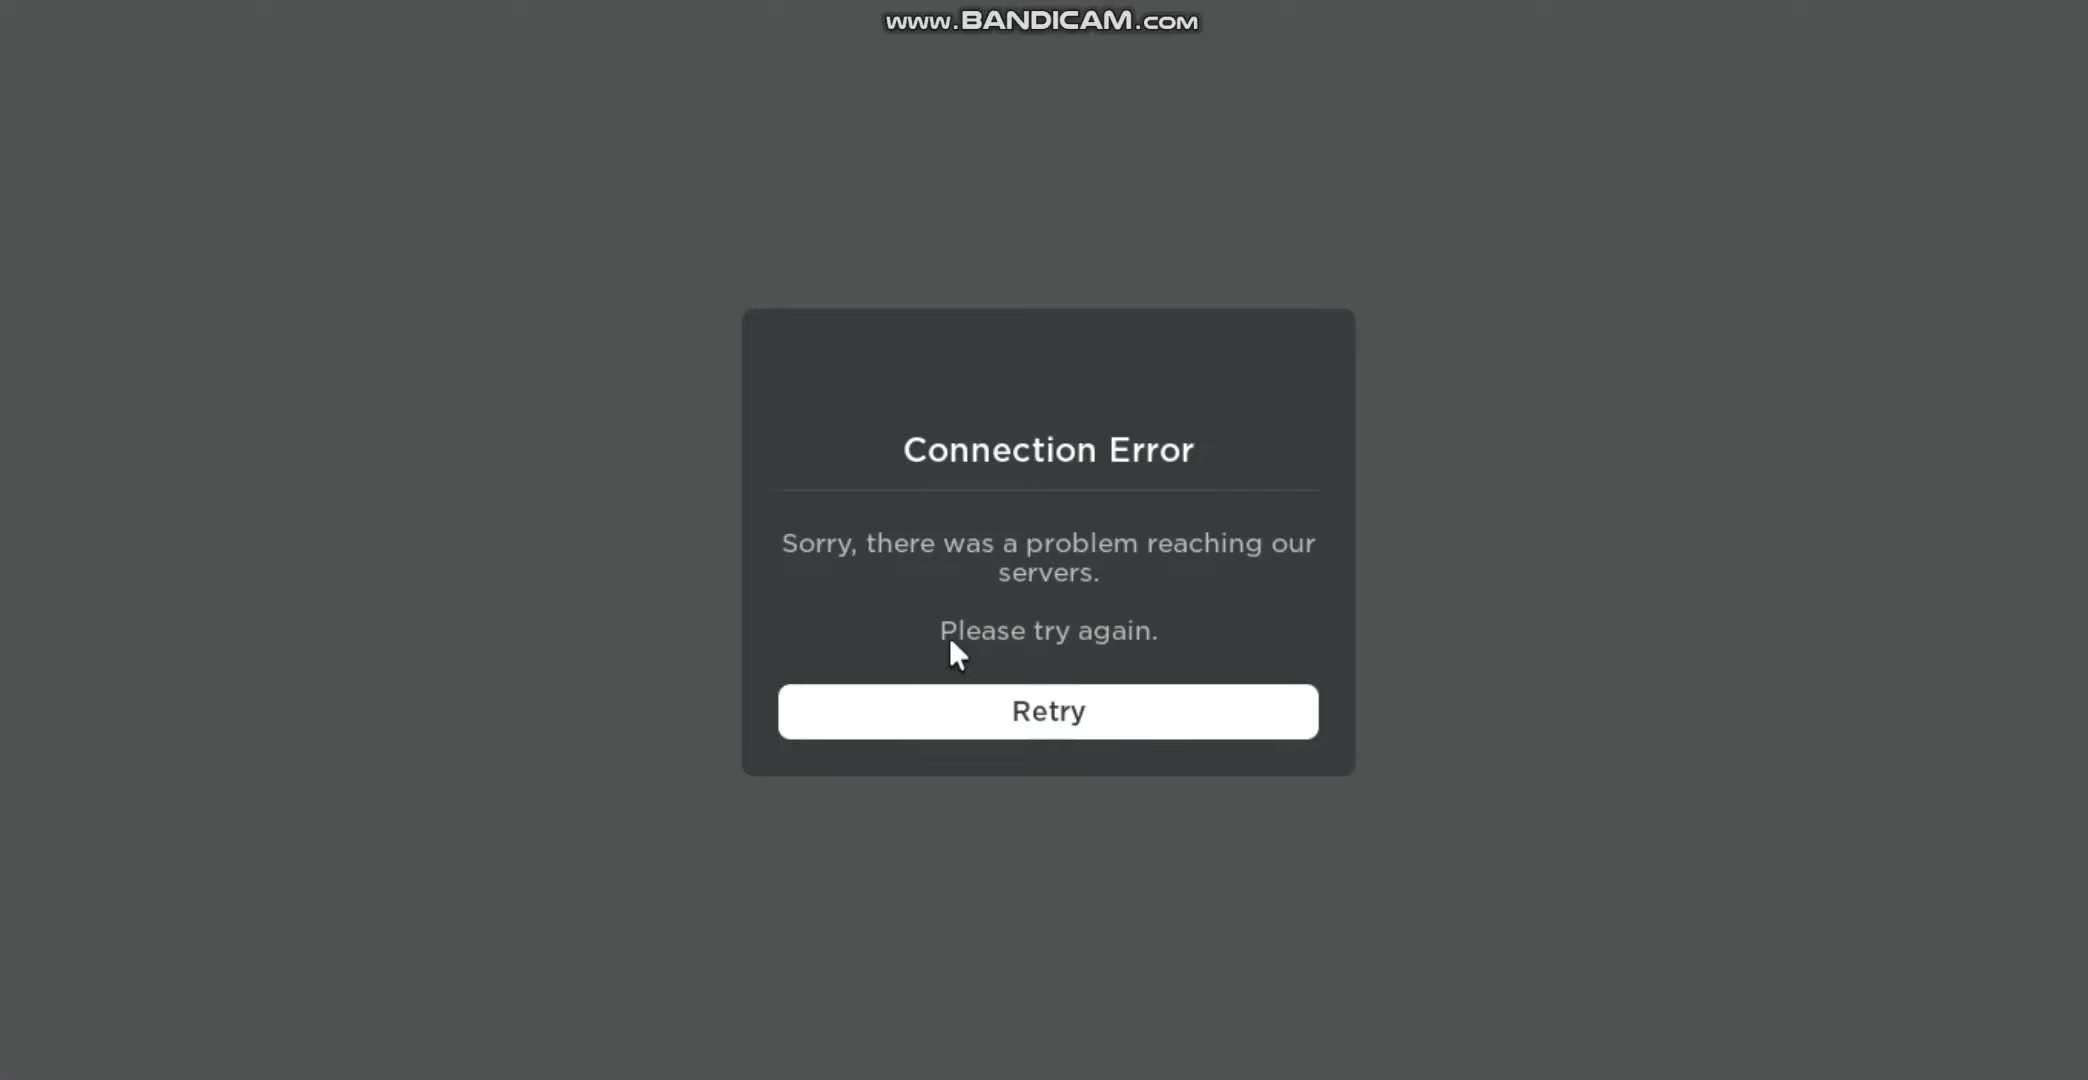 www.BANDICAM.COM
Connection Error
Sorry, there was a problem reaching our
servers.
Please try again.
Retry